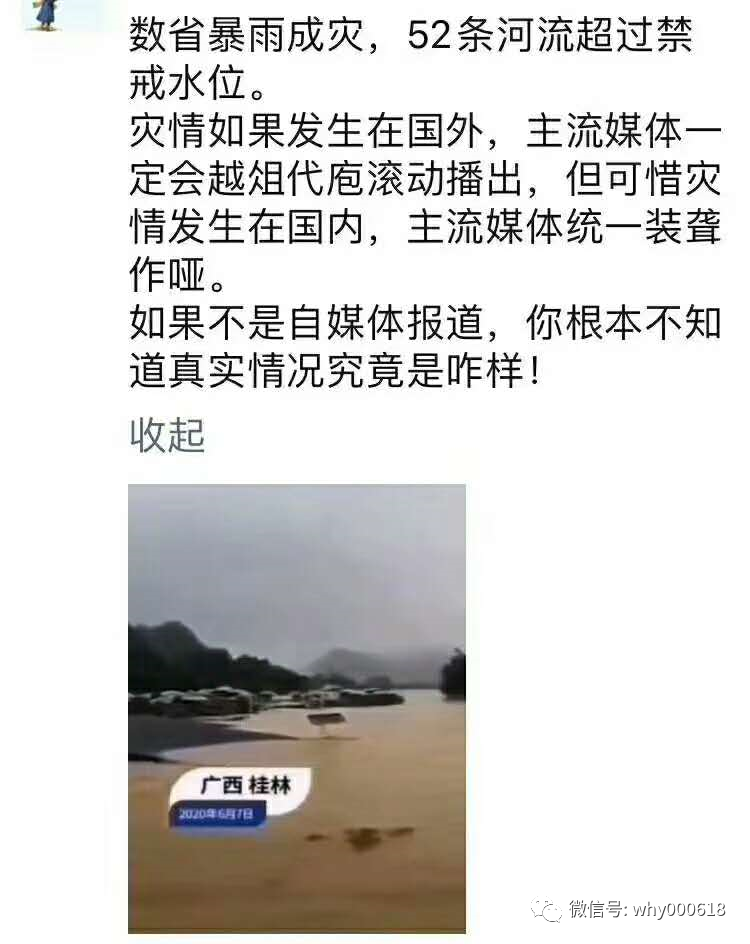 数省暴雨成灾，52条河流超过禁
戒水位。
灾情如果发生在国外，主流媒体一
定会越俎代庖滚动播出，但可惜灾
情发生在国内，主流媒体统一装聋
作哑。
如果不是自媒体报道，你根本不知
道真实情况究竟是咋样！
收起
广西 桂林
2020年6月7日
微信号: why000618